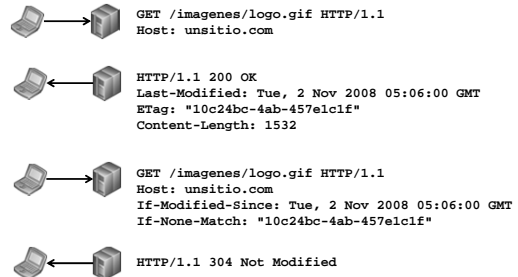 GET /imagenes/logo.gif HTTP/1.1
Host: unsitio.com
HTTP/1.1 200 OK
Last-Modified: Tue, 2 Nov 2008 05:06:00 GMT
ETag: "10c24bc-4ab-457e1c1f"
Content-Length: 1532
GET /imagenes/logo.gif HTTP/1.1
Host: unsitio.com
If-Modified-Since: Tue, 2 Nov 2008 05:06:00 GMT
If-None-Match: "10c24bc-4ab-457e1c1f"
HTTP/1.1 304 Not Modified